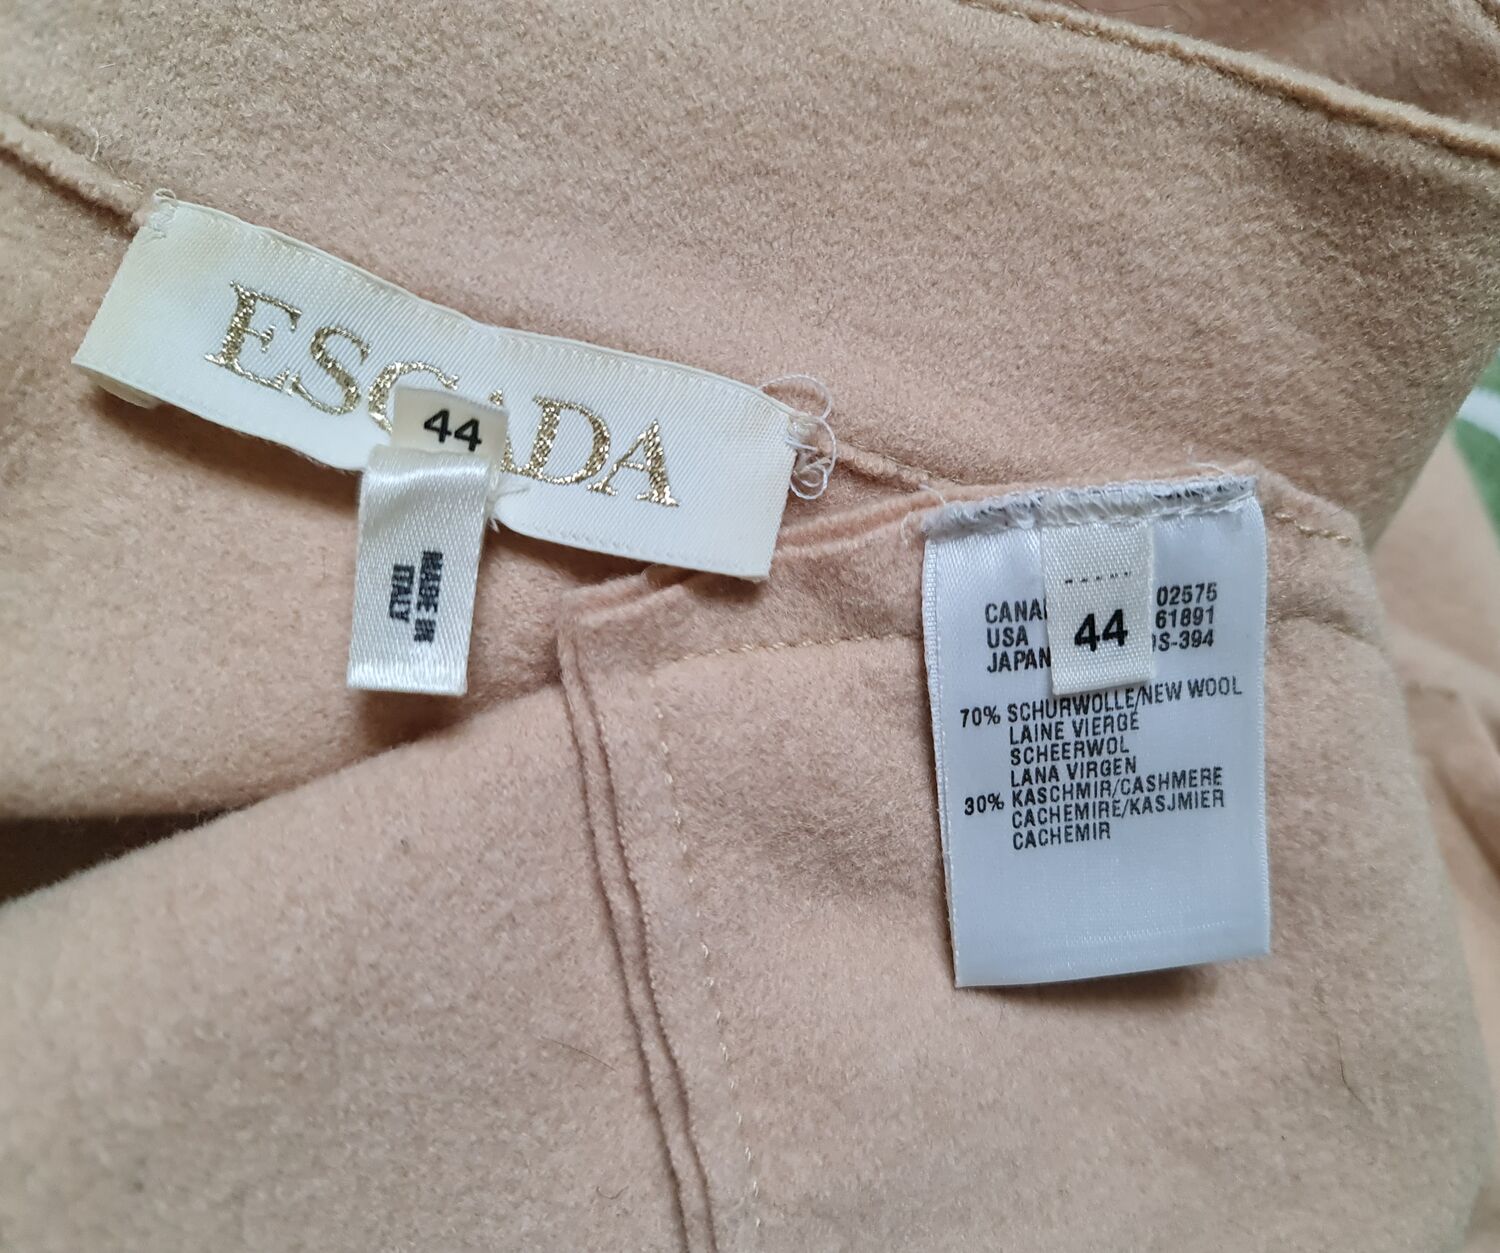 ESCADA
44
MADE IN
ITALY
44
02575
USA 61891
JAPAN S-394
70% SCHURWOLLE/NEW WOOL
LAINE VIERGE
SCHEERWOL
LANA VIRGEN
30% KASCHMIR/CASHMERE
CACHEMIRE/KASJMIER
CACHEMIR